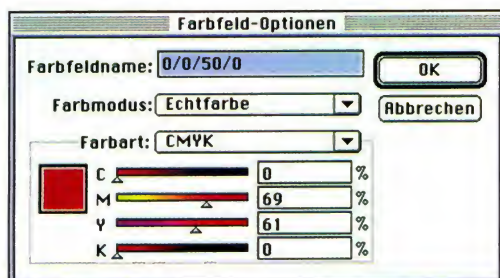 Farbfeld-Optionen
Farbfeldname: 0/0/50/0
OK
Farbmodus: Echtfarbe
Abbrechen
Farbart: CMYK
C 0 %
M 69 %
Y 61 %
K 0 %